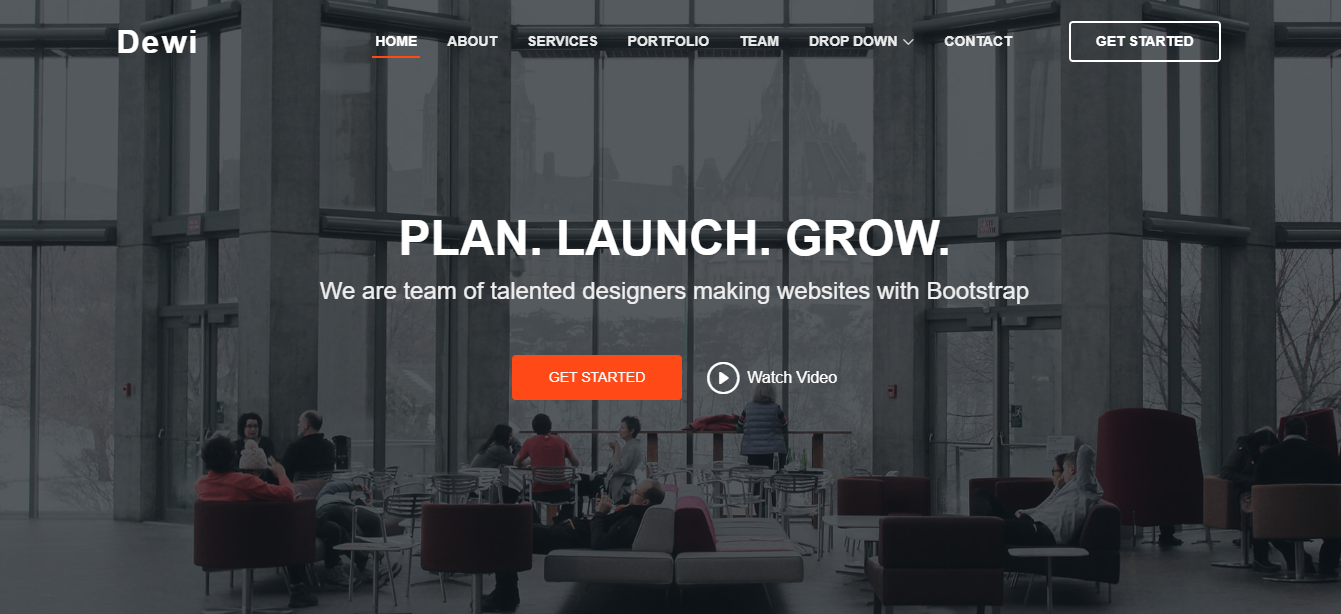 Dewi
HOME ABOUT SERVICES PORTFOLIO TEAM DROP DOWN CONTACT GET STARTED
PLAN. LAUNCH. GROW.
We are team of talented designers making websites with Bootstrap
GET STARTED Watch Video